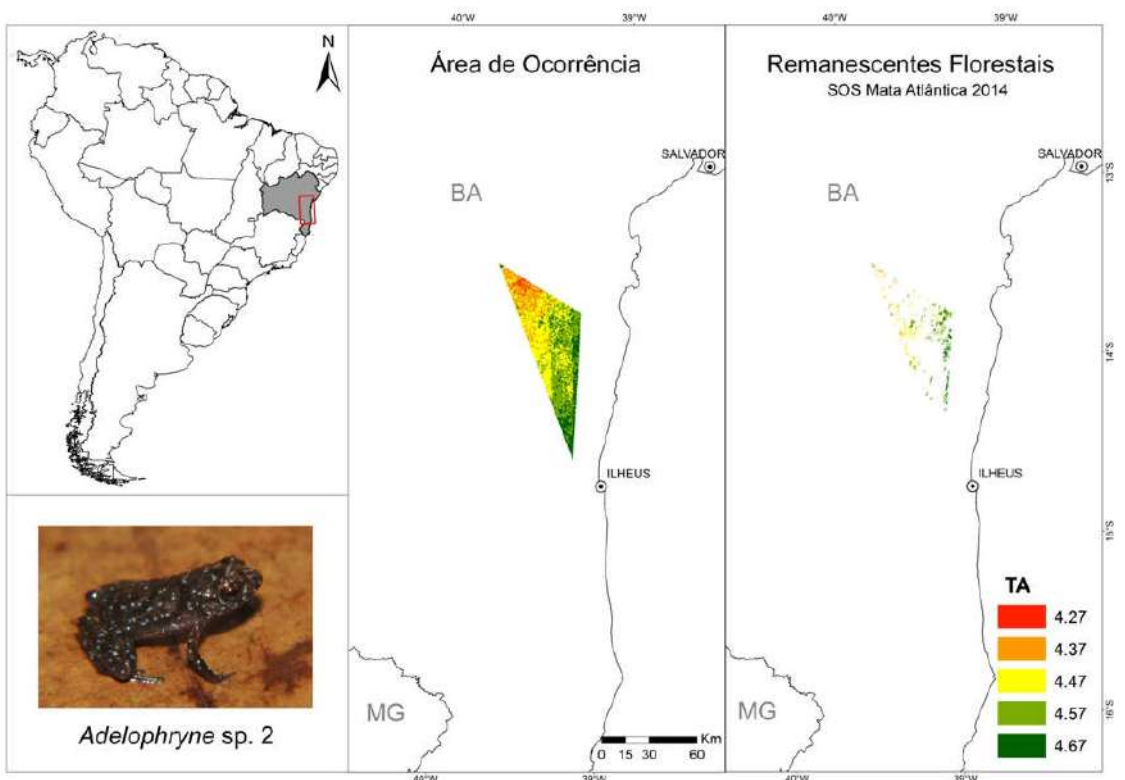 40°W
39°W
40°W
39°W
N
Área de Ocorrência
Remanescentes Florestais
SOS Mata Atlântica 2014
SALVADOR
SALVADOR
13°S
BA
BA
14°S
ILHEUS
ILHEUS
15°S
TA
4.27
4.37
4.47
4.57
4.67
MG
MG
16°S
Adelophryne sp. 2
Km
0 15 30 60
40°W
39°W
40°W
39°W